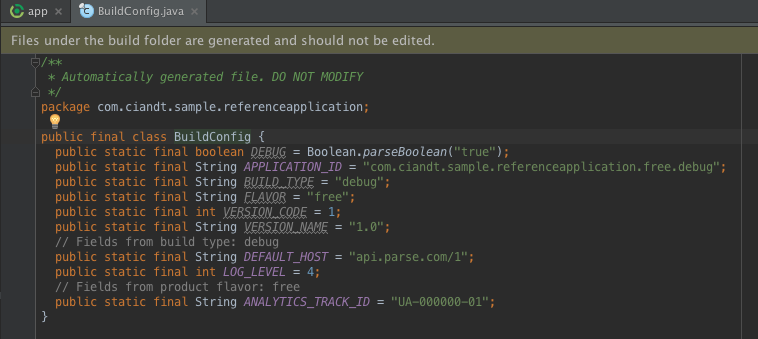 app
BuildConfig.java
Files under the build folder are generated and should not be edited.
/**
 * Automatically generated file. DO NOT MODIFY
 */
package com.ciandt.sample.referenceapplication;
public final class BuildConfig {
  public static final boolean DEBUG = Boolean.parseBoolean("true");
  public static final String APPLICATION_ID = "com.ciandt.sample.referenceapplication.free.debug";
  public static final String BUILD_TYPE = "debug";
  public static final String FLAVOR = "free";
  public static final int VERSION_CODE = 1;
  public static final String VERSION_NAME = "1.0";
  // Fields from build type: debug
  public static final String DEFAULT_HOST = "api.parse.com/1";
  public static final int LOG_LEVEL = 4;
  // Fields from product flavor: free
  public static final String ANALYTICS_TRACK_ID = "UA-000000-01";
}